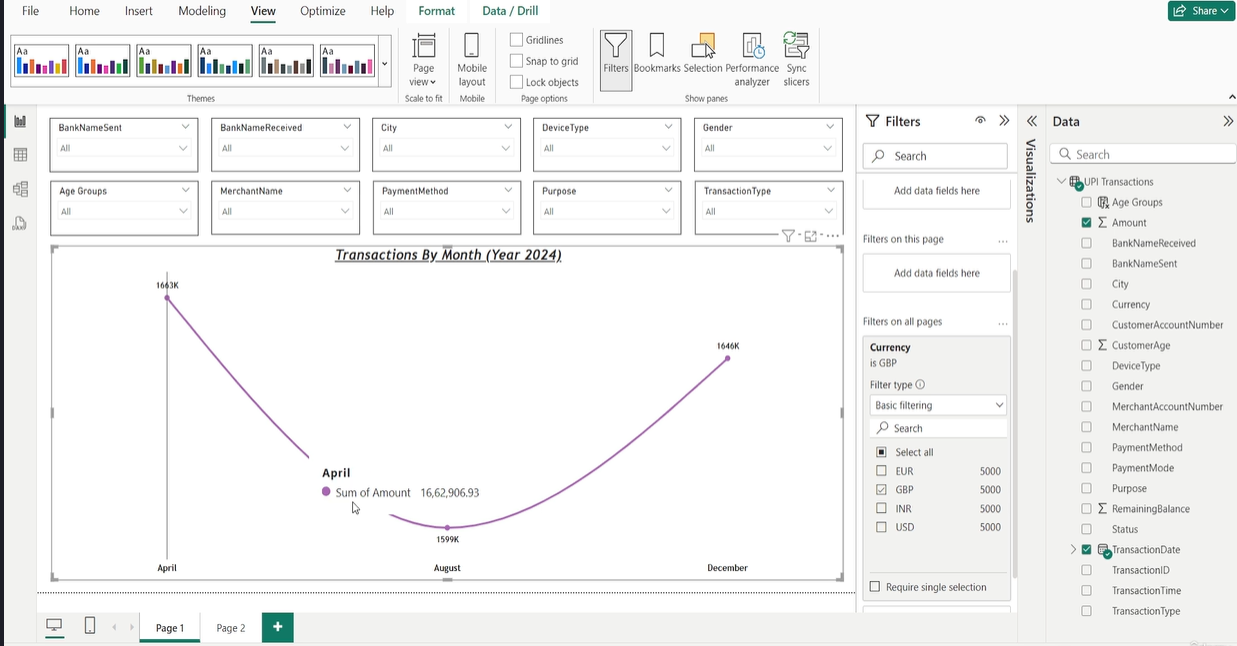 File Home Insert Modeling View Optimize Help Format Data / Drill Share
Aa Aa Aa Aa Aa Aa
Themes
Page view
Scale to fit
Mobile layout
Mobile
Gridlines
Snap to grid
Lock objects
Page options
Filters
Bookmarks
Selection
Performance analyzer
Sync slicers
Show panes
BankNameSent
All
BankNameReceived
All
City
All
DeviceType
All
Gender
All
Age Groups
All
MerchantName
All
PaymentMethod
All
Purpose
All
TransactionType
All
Transactions By Month (Year 2024)
1663K
1646K
April
Sum of Amount 16,62,906.93
1599K
April August December
Page 1 Page 2 +
Filters
Search
Add data fields here
Filters on this page ...
Add data fields here
Filters on all pages ...
Currency
is GBP
Filter type
Basic filtering
Search
Select all
EUR 5000
GBP 5000
INR 5000
USD 5000
Require single selection
Visualizations
Data
Search
UPI Transactions
Age Groups
Amount
BankNameReceived
BankNameSent
City
Currency
CustomerAccountNumber
CustomerAge
DeviceType
Gender
MerchantAccountNumber
MerchantName
PaymentMethod
PaymentMode
Purpose
RemainingBalance
Status
TransactionDate
TransactionID
TransactionTime
TransactionType